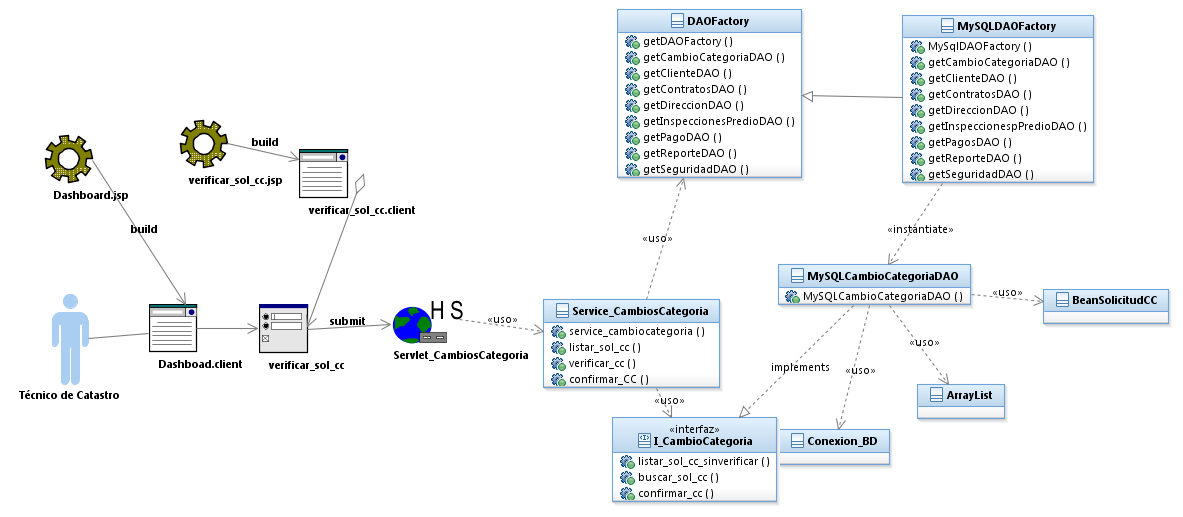 Dashboard.jsp
build
verificar_sol_cc.jsp
build
verificar_sol_cc.client
Técnico de Catastro
Dashboad.client
verificar_sol_cc
submit
H S
Servlet_CambiosCategoria
«uso»
Service_CambiosCategoria
service_cambiocategoria ( )
listar_sol_cc ( )
verificar_cc ( )
confirmar_CC ( )
«uso»
DAOFactory
getDAOFactory ( )
getCambioCategoriaDAO ( )
getClienteDAO ( )
getContratosDAO ( )
getDireccionDAO ( )
getInspeccionesPredioDAO ( )
getPagoDAO ( )
getReporteDAO ( )
getSeguridadDAO ( )
MySQLDAOFactory
MySqlDAOFactory ( )
getCambioCategoriaDAO ( )
getClienteDAO ( )
getContratosDAO ( )
getDireccionDAO ( )
getInspeccionespPredioDAO ( )
getPagosDAO ( )
getReporteDAO ( )
getSeguridadDAO ( )
«instantiate»
MySQLCambioCategoriaDAO
MySQLCambioCategoriaDAO ( )
«uso»
BeanSolicitudCC
«uso»
ArrayList
implements
«uso»
Conexion_BD
«uso»
«interfaz»
I_CambioCategoria
listar_sol_cc_sinverificar ( )
buscar_sol_cc ( )
confirmar_cc ( )